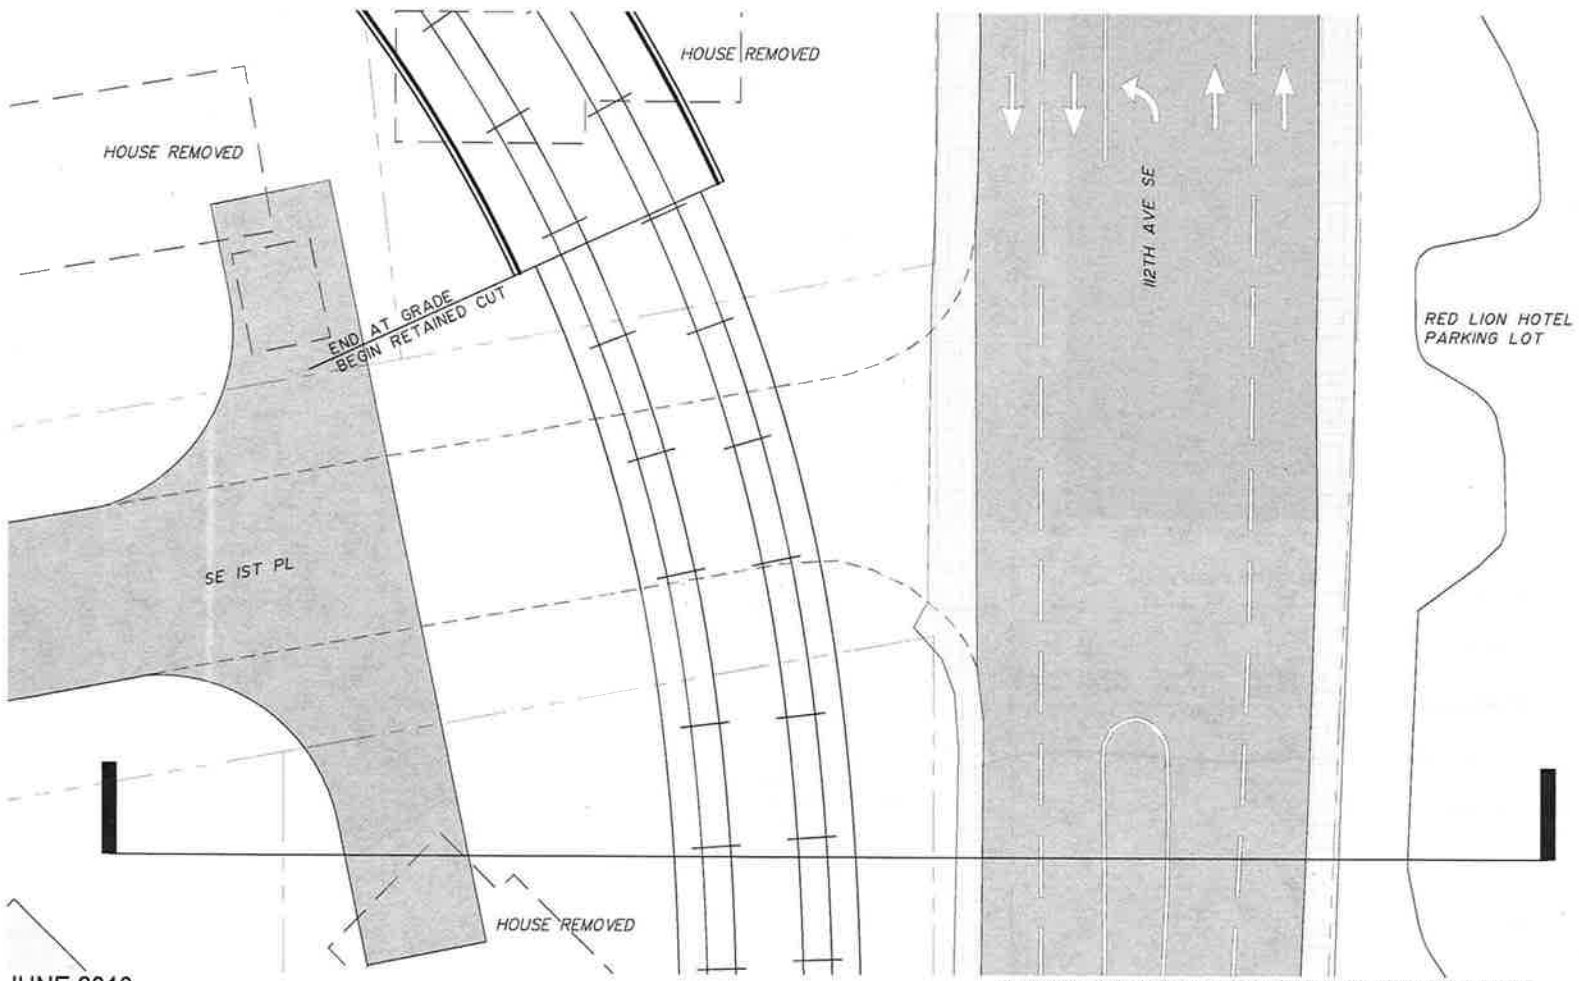 HOUSE REMOVED
HOUSE REMOVED
112TH AVE SE
END AT GRADE
BEGIN RETAINED CUT
RED LION HOTEL
PARKING LOT
SE 1ST PL
HOUSE REMOVED